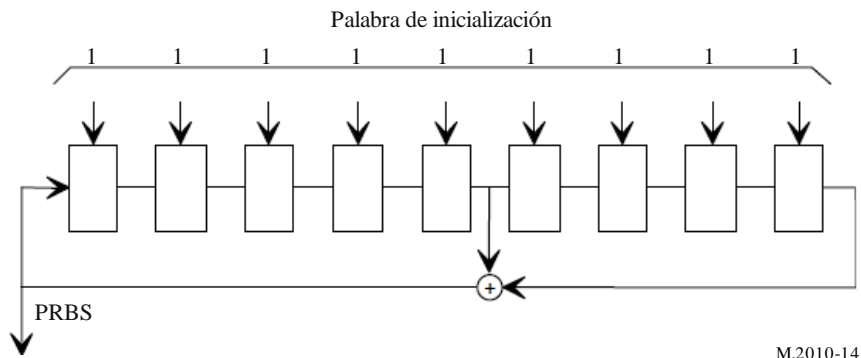 Palabra de inicialización
1 1 1 1 1 1 1 1 1
+
PRBS
M.2010-14